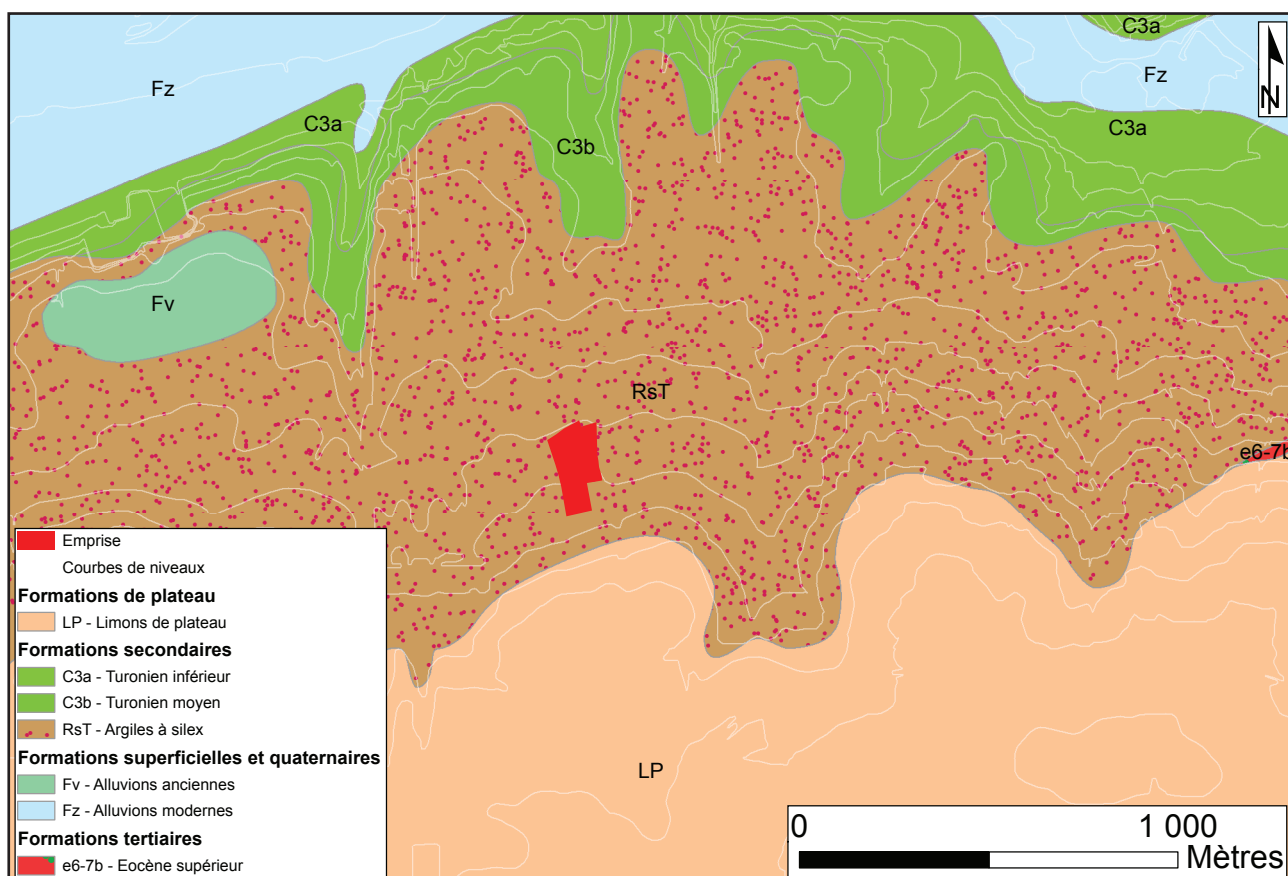 C3a
Fz
Fz
N
C3a
C3a
C3b
Fv
RsT
e6-7b
LP
Emprise
Courbes de niveaux
Formations de plateau
LP - Limons de plateau
Formations secondaires
C3a - Turonien inférieur
C3b - Turonien moyen
RsT - Argiles à silex
Formations superficielles et quaternaires
Fv - Alluvions anciennes
Fz - Alluvions modernes
Formations tertiaires
e6-7b - Eocène supérieur
0 1 000
Mètres